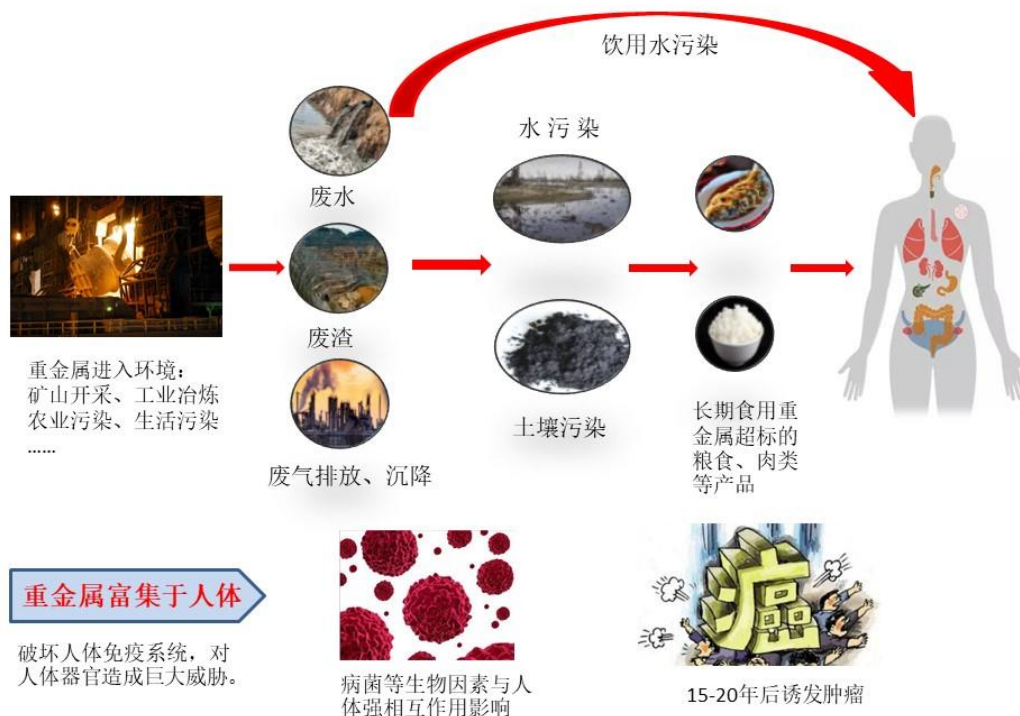 饮用水污染
水 污 染
废水
废渣
重金属进入环境：
矿山开采、工业冶炼
农业污染、生活污染
……
废气排放、沉降
土壤污染
长期食用重
金属超标的
粮食、肉类
等产品
重金属富集于人体
破坏人体免疫系统，对
人体器官造成巨大威胁。
病菌等生物因素与人
体强相互作用影响
癌
15-20年后诱发肿瘤